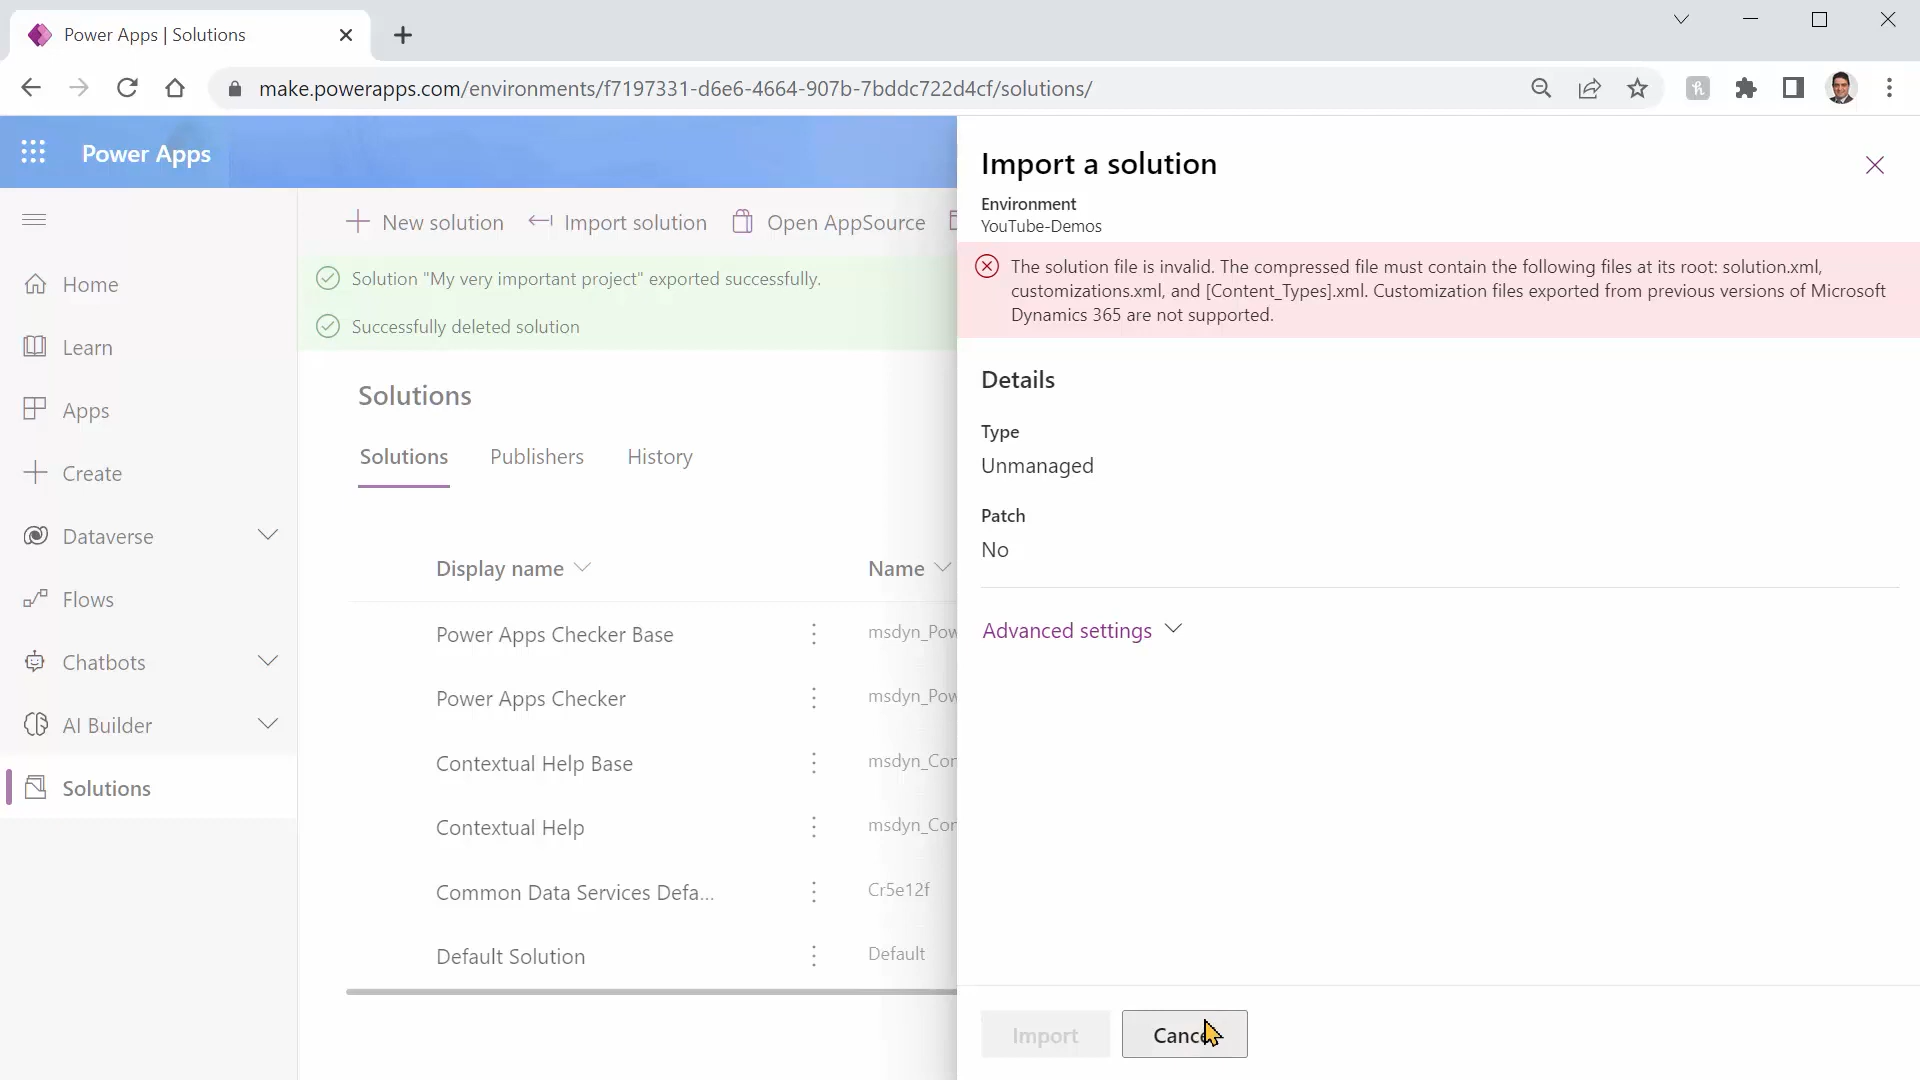 Power Apps | Solutions
make.powerapps.com/environments/f7197331-d6e6-4664-907b-7bddc722d4cf/solutions/
Power Apps
Home
Learn
Apps
Create
Dataverse
Flows
Chatbots
AI Builder
Solutions
New solution
Import solution
Open AppSource
Solution "My very important project" exported successfully.
Successfully deleted solution
Solutions
Solutions
Publishers
History
Display name
Name
Power Apps Checker Base
msdyn_Pow
Power Apps Checker
msdyn_Pow
Contextual Help Base
msdyn_Con
Contextual Help
msdyn_Con
Common Data Services Defa...
Cr5e12f
Default Solution
Default
Import a solution
Environment
YouTube-Demos
The solution file is invalid. The compressed file must contain the following files at its root: solution.xml,
customizations.xml, and [Content_Types].xml. Customization files exported from previous versions of Microsoft
Dynamics 365 are not supported.
Details
Type
Unmanaged
Patch
No
Advanced settings
Import
Cancel